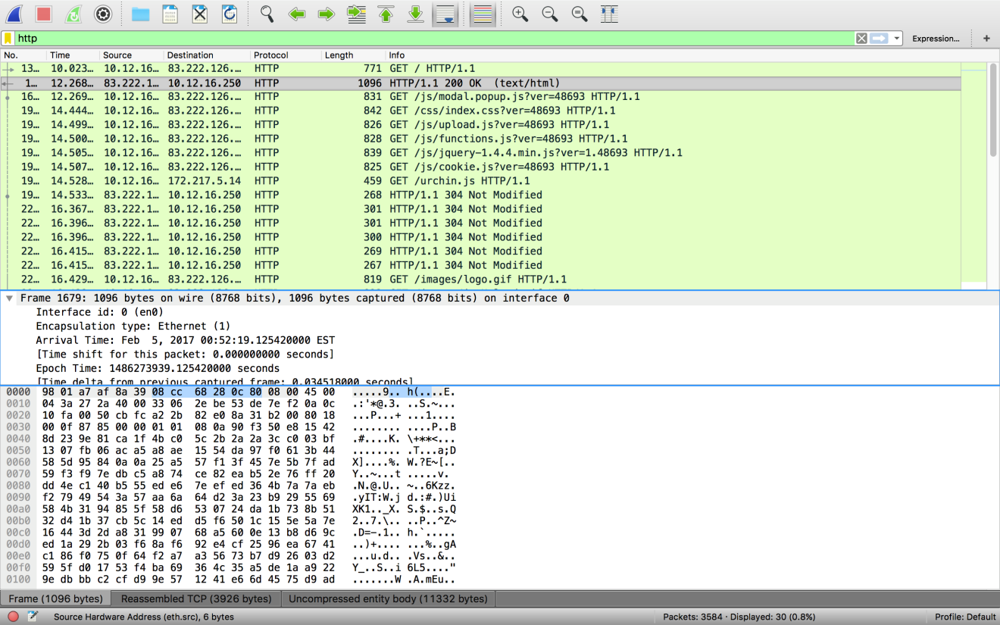 http
Expression...
+
No. Time Source Destination Protocol Length Info
13... 10.023... 10.12.16... 83.222.126.... HTTP 771 GET / HTTP/1.1
1... 12.268... 83.222.1... 10.12.16.250 HTTP 1096 HTTP/1.1 200 OK (text/html)
16... 12.269... 10.12.16... 83.222.126.... HTTP 831 GET /js/modal.popup.js?ver=48693 HTTP/1.1
19... 14.444... 10.12.16... 83.222.126.... HTTP 842 GET /css/index.css?ver=48693 HTTP/1.1
19... 14.499... 10.12.16... 83.222.126.... HTTP 826 GET /js/upload.js?ver=48693 HTTP/1.1
19... 14.500... 10.12.16... 83.222.126.... HTTP 828 GET /js/functions.js?ver=48693 HTTP/1.1
19... 14.505... 10.12.16... 83.222.126.... HTTP 839 GET /js/jquery-1.4.4.min.js?ver=1.48693 HTTP/1.1
19... 14.507... 10.12.16... 83.222.126.... HTTP 825 GET /js/cookie.js?ver=48693 HTTP/1.1
19... 14.528... 10.12.16... 172.217.5.14 HTTP 459 GET /urchin.js HTTP/1.1
19... 14.533... 83.222.1... 10.12.16.250 HTTP 268 HTTP/1.1 304 Not Modified
22... 16.367... 83.222.1... 10.12.16.250 HTTP 301 HTTP/1.1 304 Not Modified
22... 16.396... 83.222.1... 10.12.16.250 HTTP 301 HTTP/1.1 304 Not Modified
22... 16.396... 83.222.1... 10.12.16.250 HTTP 300 HTTP/1.1 304 Not Modified
22... 16.415... 83.222.1... 10.12.16.250 HTTP 269 HTTP/1.1 304 Not Modified
22... 16.415... 83.222.1... 10.12.16.250 HTTP 267 HTTP/1.1 304 Not Modified
22... 16.429... 10.12.16... 83.222.126.... HTTP 819 GET /images/logo.gif HTTP/1.1
Frame 1679: 1096 bytes on wire (8768 bits), 1096 bytes captured (8768 bits) on interface 0
Interface id: 0 (en0)
Encapsulation type: Ethernet (1)
Arrival Time: Feb  5, 2017 00:52:19.125420000 EST
[Time shift for this packet: 0.000000000 seconds]
Epoch Time: 1486273939.125420000 seconds
[Time delta from previous captured frame: 0.034518000 seconds]
0000 98 01 a7 af 8a 39 08 cc 68 28 0c 80 08 00 45 00 .....9.. h(....E.
0010 04 3a 27 2a 40 00 33 06 2e be 53 de 7e f2 0a 0c .:'*@.3. ..S.~...
0020 10 fa 00 50 cb fc a2 2b 82 e0 8a 31 b2 00 80 18 ...P...+ ...1....
0030 00 0f 87 85 00 00 01 01 08 0a 90 f3 50 e8 15 42 ........ ....P..B
0040 8d 23 9e 81 ca 1f 4b c0 5c 2b 2a 2a 3c c0 03 bf .#....K. \+**<...
0050 13 07 fb 06 ac a5 a8 ae 15 54 da 97 f0 61 3b 44 ........ .T...a;D
0060 58 5d 95 84 0a 0a 25 a5 57 f1 3f 45 7e 5b 7f ad X]....%. W.?E~[..
0070 59 f3 f9 7e db c5 a8 74 ce 82 ea b5 2e 76 ff 20 Y..~...t .....v.
0080 dd 4e c1 40 b5 55 ed e6 7e ef ed 36 4b 7a 7a eb .N.@.U.. ~..6Kzz.
0090 f2 79 49 54 3a 57 aa 6a 64 d2 3a 23 b9 29 55 69 .yIT:W.j d.:#.)Ui
00a0 58 4b 31 94 85 5f 58 d6 53 07 24 da 1b 73 8b 51 XK1.._X. S.$..s.Q
00b0 32 d4 1b 37 cb 5c 14 ed d5 f6 50 1c 15 5e 5a 7e 2..7.\.. ..P..^Z~
00c0 16 44 3d 2d a8 31 99 07 68 a5 60 0e 13 b8 d6 9c .D=-.1.. h.`.....
00d0 ed 1a 29 2b 03 f6 8a f6 92 e4 cf 25 96 ea 67 41 ..)+.... ...%..gA
00e0 c1 86 f0 75 0f 64 f2 a7 a3 56 73 b7 d9 26 03 d2 ...u.d.. .Vs..&..
00f0 59 5f d0 17 53 f4 ba 69 36 4c 35 a5 de 1a a9 22 Y_..S..i 6L5...."
0100 9e db bb c2 cf d9 9e 57 12 41 e6 6d 45 75 d9 ad .......W .A.mEu..
Frame (1096 bytes) Reassembled TCP (3926 bytes) Uncompressed entity body (11332 bytes)
Source Hardware Address (eth.src), 6 bytes Packets: 3584 · Displayed: 30 (0.8%) Profile: Default